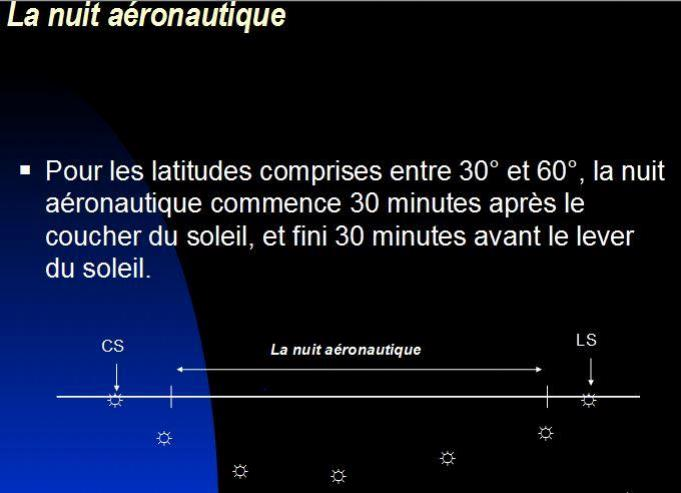 La nuit aéronautique
Pour les latitudes comprises entre 30° et 60°, la nuit
aéronautique commence 30 minutes après le
coucher du soleil, et fini 30 minutes avant le lever
du soleil.
CS
La nuit aéronautique
LS